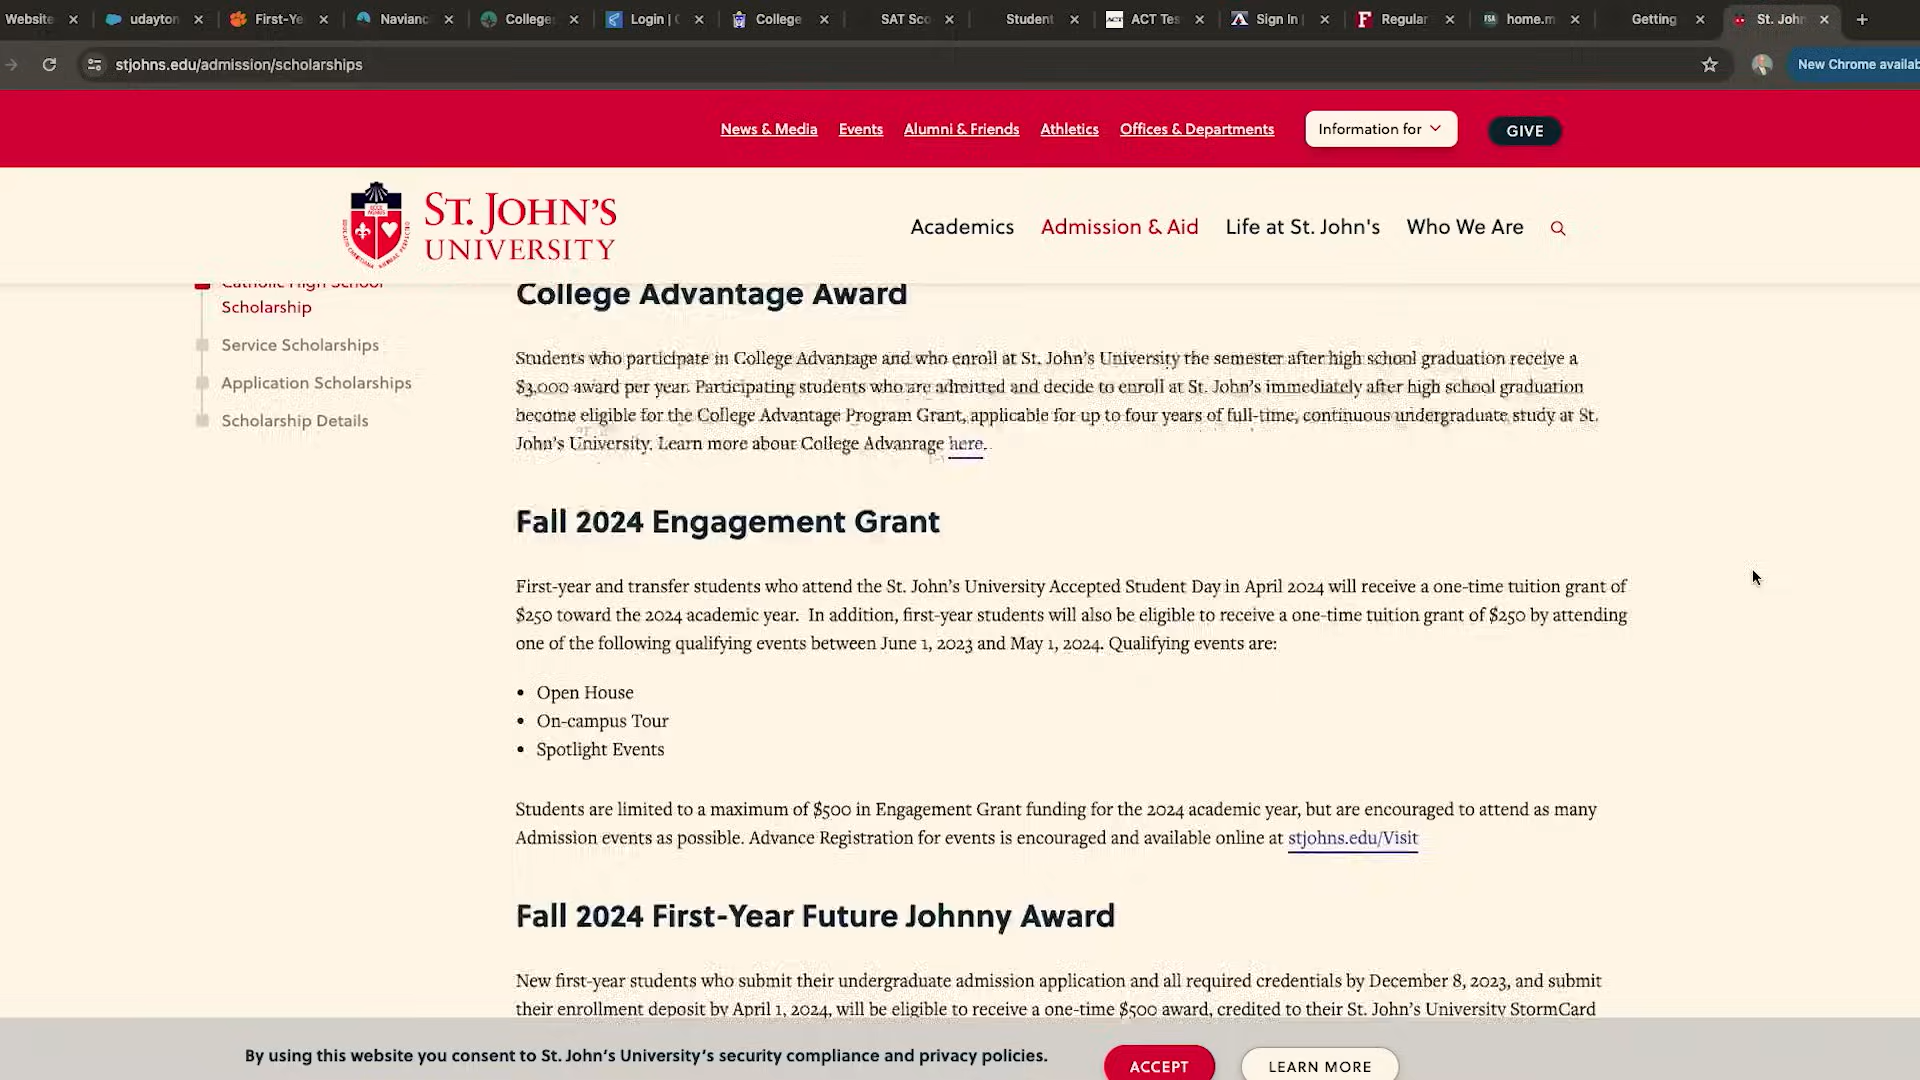 Website
udayton
First-Ye
Navianc
College
Login | C
College
SAT Sco
Student
ACT Tes
Sign In |
Regular
home.m
Getting
St. John
stjohns.edu/admission/scholarships
New Chrome availab
News & Media
Events
Alumni & Friends
Athletics
Offices & Departments
Information for
GIVE
ST. JOHN'S
UNIVERSITY
Academics
Admission & Aid
Life at St. John's
Who We Are
Catholic High School
Scholarship
Service Scholarships
Application Scholarships
Scholarship Details
College Advantage Award
Students who participate in College Advantage and who enroll at St. John's University the semester after high school graduation receive a
$3,000 award per year. Participating students who are admitted and decide to enroll at St. John's immediately after high school graduation
become eligible for the College Advantage Program Grant, applicable for up to four years of full-time, continuous undergraduate study at St.
John's University. Learn more about College Advanrage here.
Fall 2024 Engagement Grant
First-year and transfer students who attend the St. John's University Accepted Student Day in April 2024 will receive a one-time tuition grant of
$250 toward the 2024 academic year. In addition, first-year students will also be eligible to receive a one-time tuition grant of $250 by attending
one of the following qualifying events between June 1, 2023 and May 1, 2024. Qualifying events are:
• Open House
• On-campus Tour
• Spotlight Events
Students are limited to a maximum of $500 in Engagement Grant funding for the 2024 academic year, but are encouraged to attend as many
Admission events as possible. Advance Registration for events is encouraged and available online at stjohns.edu/Visit
Fall 2024 First-Year Future Johnny Award
New first-year students who submit their undergraduate admission application and all required credentials by December 8, 2023, and submit
their enrollment deposit by April 1, 2024, will be eligible to receive a one-time $500 award, credited to their St. John's University StormCard
By using this website you consent to St. John's University's security compliance and privacy policies.
ACCEPT
LEARN MORE